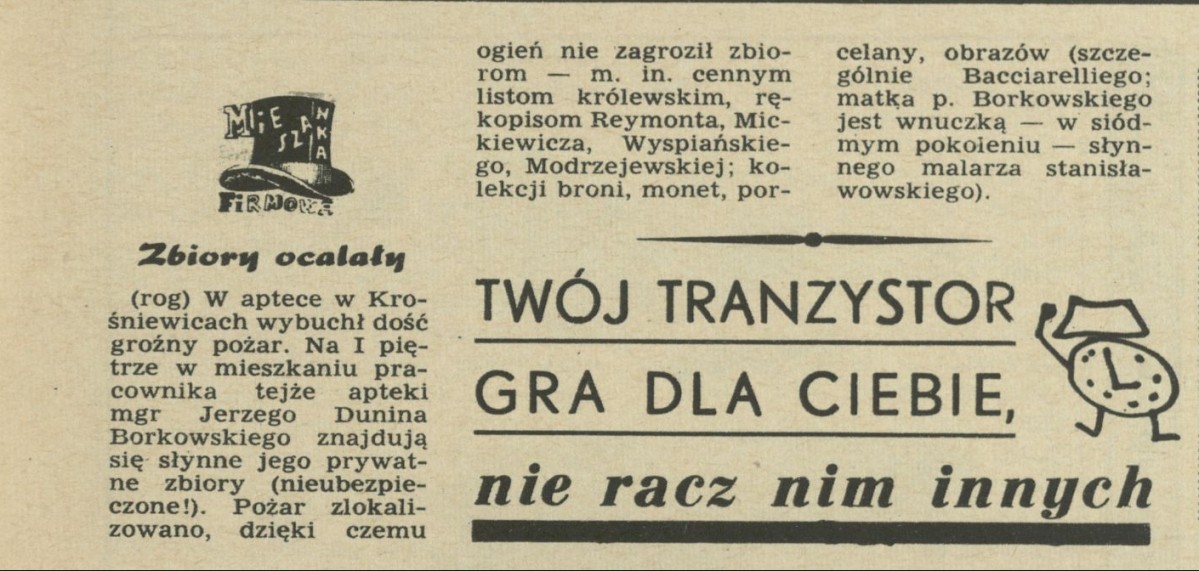 MIESZANKA
FIRMOWA
Zbiory ocalały
(rog) W aptece w Kro-
śniewicach wybuchł dość
groźny pożar. Na I pię-
trze w mieszkaniu pra-
cownika tejże apteki
mgr Jerzego Dunina
Borkowskiego znajdują
się słynne jego prywat-
ne zbiory (nieubezpie-
czone!). Pożar zlokali-
zowano, dzięki czemu
ogień nie zagroził zbio-
rom — m. in. cennym
listom królewskim, rę-
kopisom Reymonta, Mic-
kiewicza, Wyspiańskie-
go, Modrzejewskiej; ko-
lekcji broni, monet, por-
celany, obrazów (szcze-
gólnie Bacciarelliego;
matka p. Borkowskiego
jest wnuczką — w siód-
mym pokoieniu — słyn-
nego malarza stanisła-
wowskiego).
TWÓJ TRANZYSTOR
GRA DLA CIEBIE,
nie racz nim innych